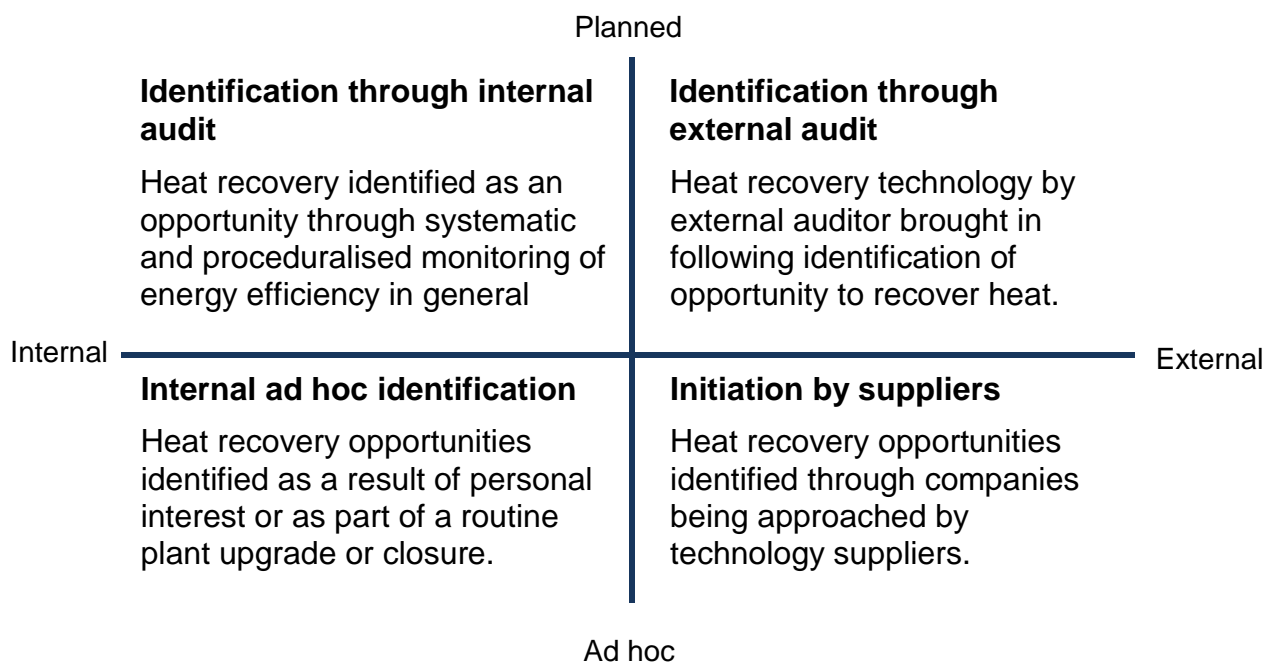 Planned
Identification through internal
audit
Heat recovery identified as an
opportunity through systematic
and proceduralised monitoring of
energy efficiency in general
Identification through
external audit
Heat recovery technology by
external auditor brought in
following identification of
opportunity to recover heat.
Internal
External
Internal ad hoc identification
Heat recovery opportunities
identified as a result of personal
interest or as part of a routine
plant upgrade or closure.
Initiation by suppliers
Heat recovery opportunities
identified through companies
being approached by
technology suppliers.
Ad hoc